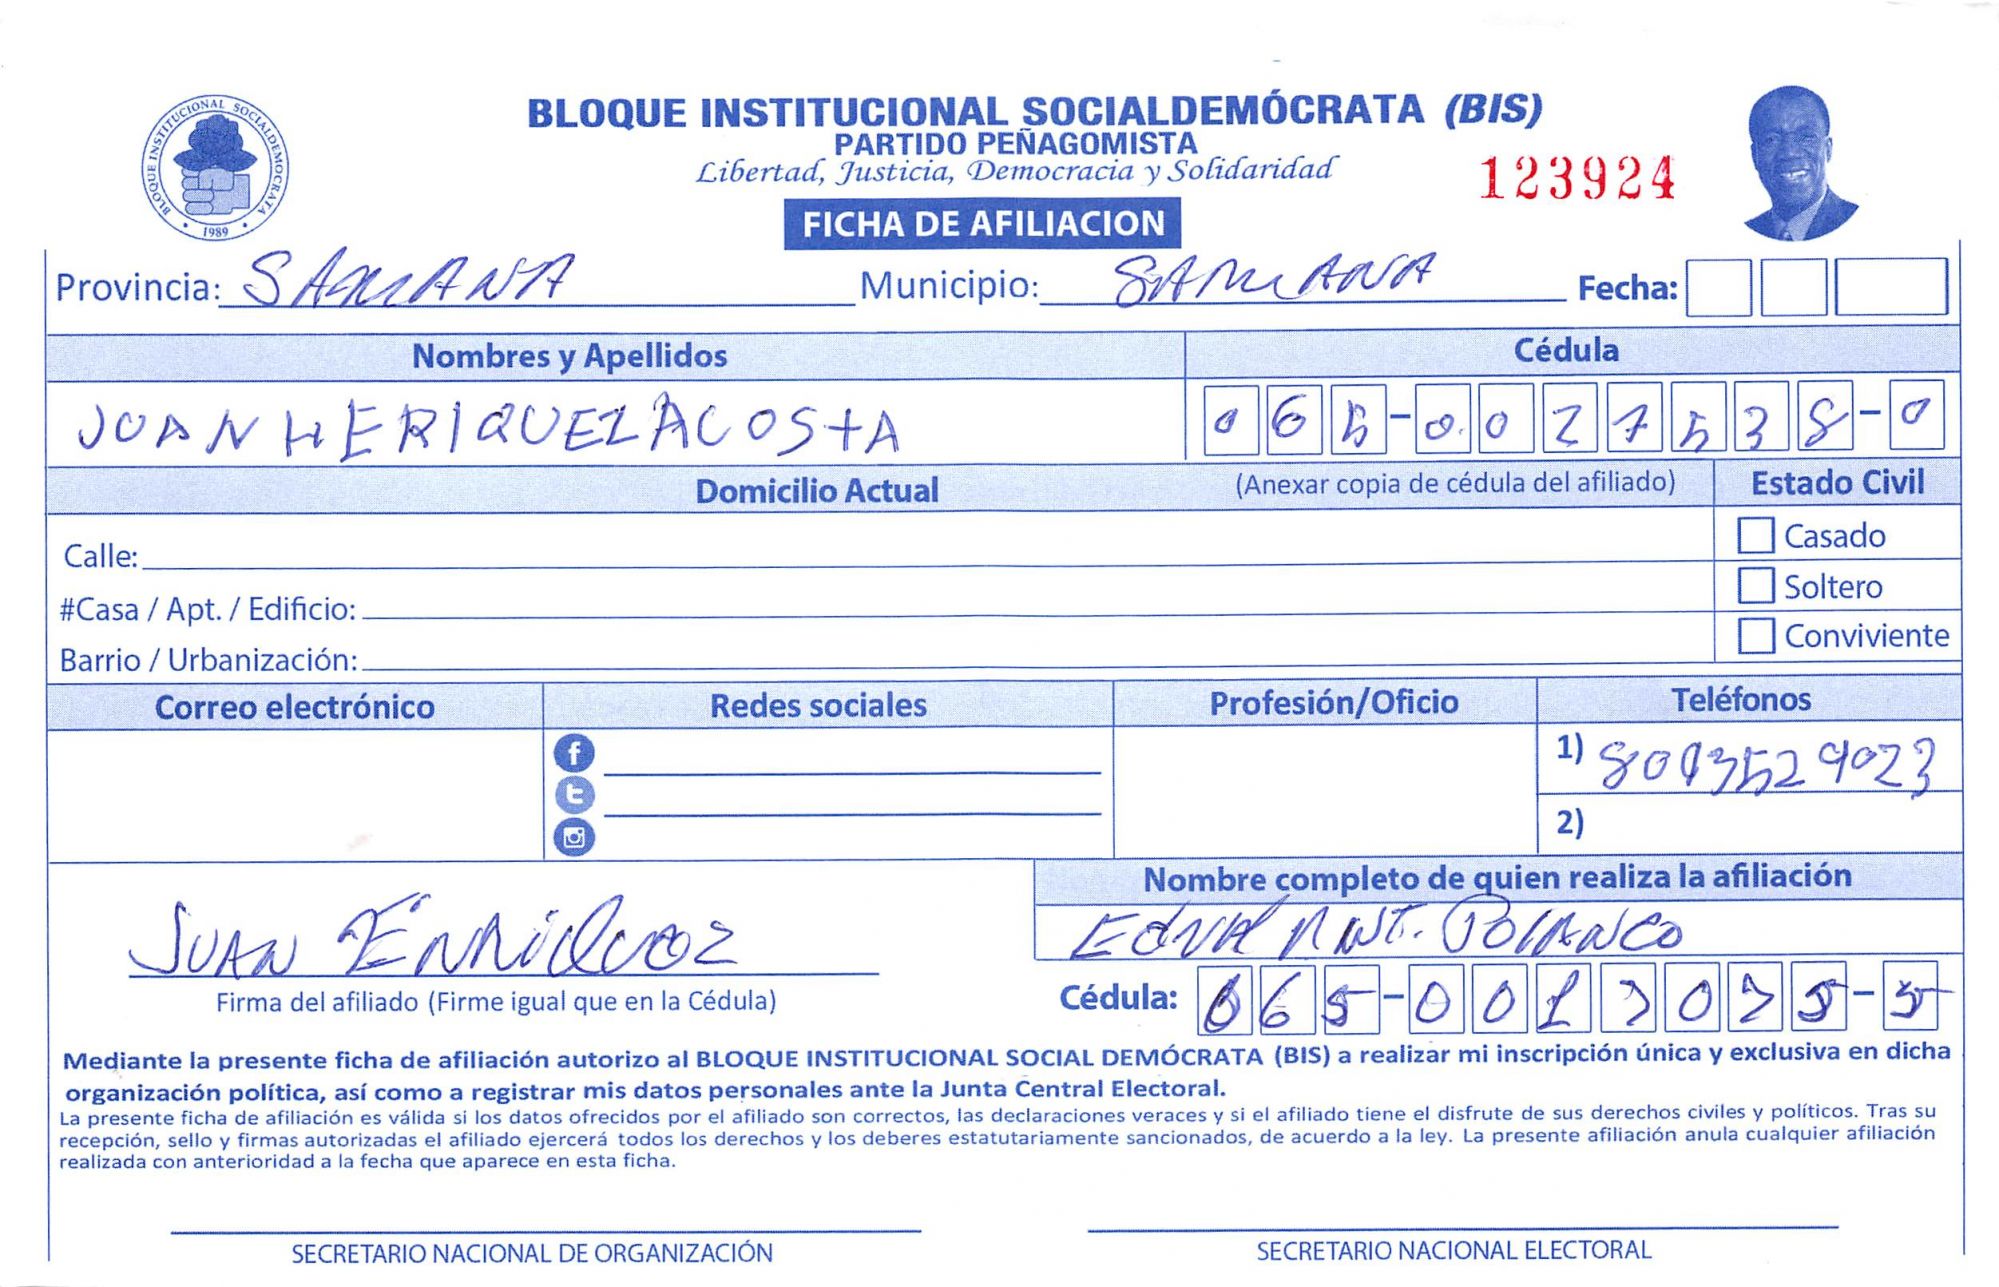 BLOQUE INSTITUCIONAL SOCIALDEMOCRATA
1989
BLOQUE INSTITUCIONAL SOCIALDEMÓCRATA (BIS)
PARTIDO PEÑAGOMISTA
Libertad, Justicia, Democracia y Solidaridad
123924
FICHA DE AFILIACION
Provincia: SAMANA Municipio: SAMANA Fecha:
Nombres y Apellidos Cédula
JUAN HERIQUEZ ACOSTA 065-0027538-0
Domicilio Actual (Anexar copia de cédula del afiliado) Estado Civil
Calle: Casado
#Casa / Apt. / Edificio: Soltero
Barrio / Urbanización: Conviviente
Correo electrónico Redes sociales Profesión/Oficio Teléfonos
1) 8093529023
2)
Nombre completo de quien realiza la afiliación
JUAN ENRRIQUEZ POLANCO
Firma del afiliado (Firme igual que en la Cédula) Cédula: 065-0017075-5
Mediante la presente ficha de afiliación autorizo al BLOQUE INSTITUCIONAL SOCIAL DEMÓCRATA (BIS) a realizar mi inscripción única y exclusiva en dicha
organización política, así como a registrar mis datos personales ante la Junta Central Electoral.
La presente ficha de afiliación es válida si los datos ofrecidos por el afiliado son correctos, las declaraciones veraces y si el afiliado tiene el disfrute de sus derechos civiles y políticos. Tras su
recepción, sello y firmas autorizadas el afiliado ejercerá todos los derechos y los deberes estatutariamente sancionados, de acuerdo a la ley. La presente afiliación anula cualquier afiliación
realizada con anterioridad a la fecha que aparece en esta ficha.
SECRETARIO NACIONAL DE ORGANIZACIÓN SECRETARIO NACIONAL ELECTORAL